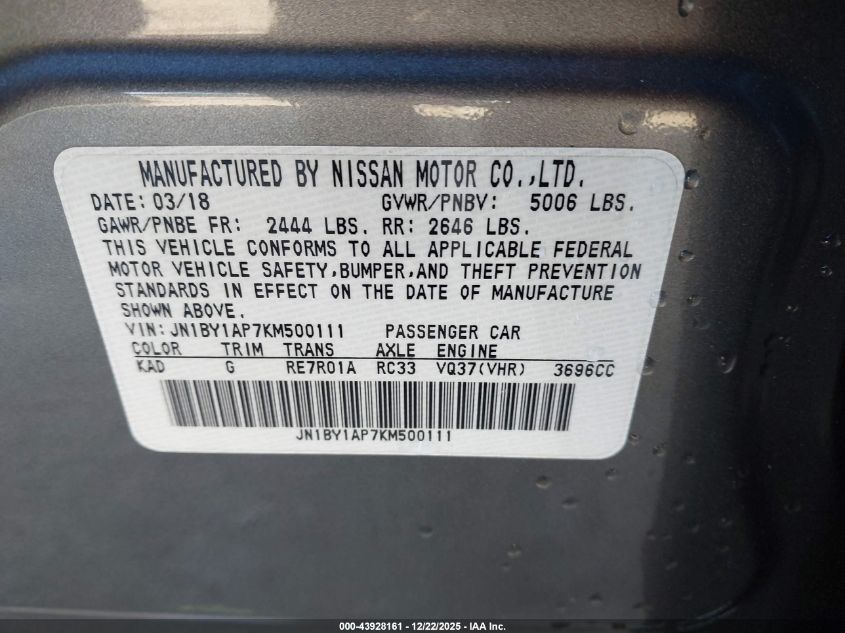 MANUFACTURED BY NISSAN MOTOR CO.,LTD.
DATE: 03/18 GVWR/PNBV: 5006 LBS.
GAWR/PNBE FR: 2444 LBS. RR: 2646 LBS.
THIS VEHICLE CONFORMS TO ALL APPLICABLE FEDERAL
MOTOR VEHICLE SAFETY,BUMPER,AND THEFT PREVENTION
STANDARDS IN EFFECT ON THE DATE OF MANUFACTURE
SHOWN ABOVE.
VIN:JN1BY1AP7KM500111 PASSENGER CAR
COLOR TRIM TRANS AXLE ENGINE
KAD G RE7R01A RC33 VQ37(VHR) 3696CC
JN1BY1AP7KM500111
000-43928161 - 12/22/2025 - IAA Inc.